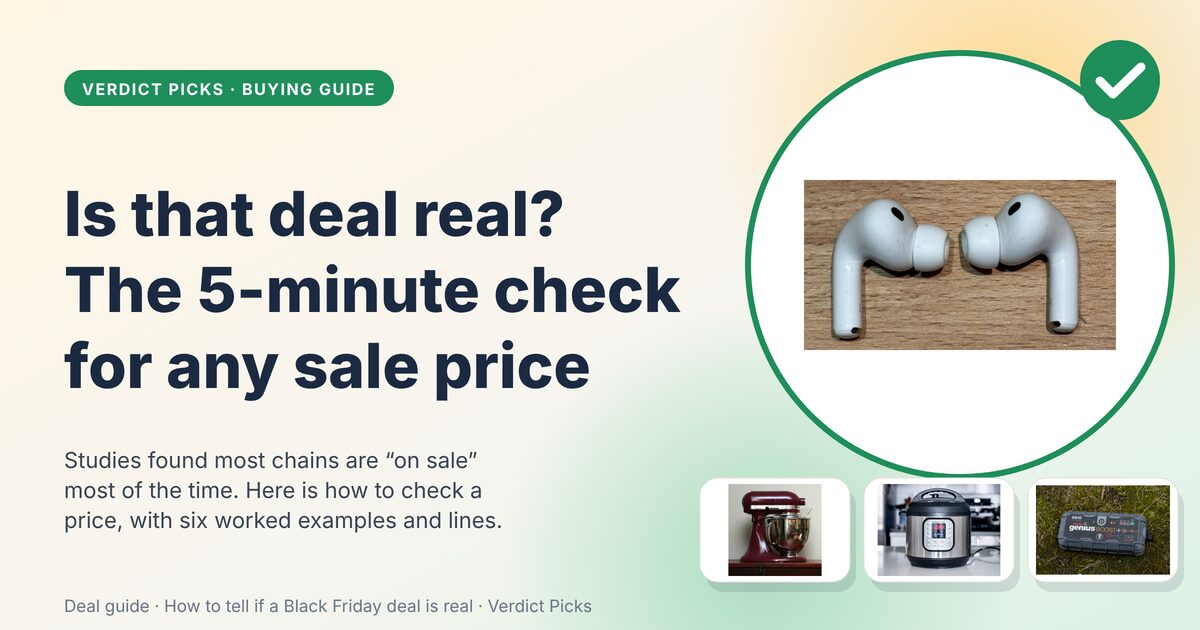 VERDICT PICKS · BUYING GUIDE
Is that deal real?
The 5-minute check
for any sale price
Studies found most chains are “on sale”
most of the time. Here is how to check a
price, with six worked examples and lines.
Deal guide · How to tell if a Black Friday deal is real · Verdict Picks
genius BOOST